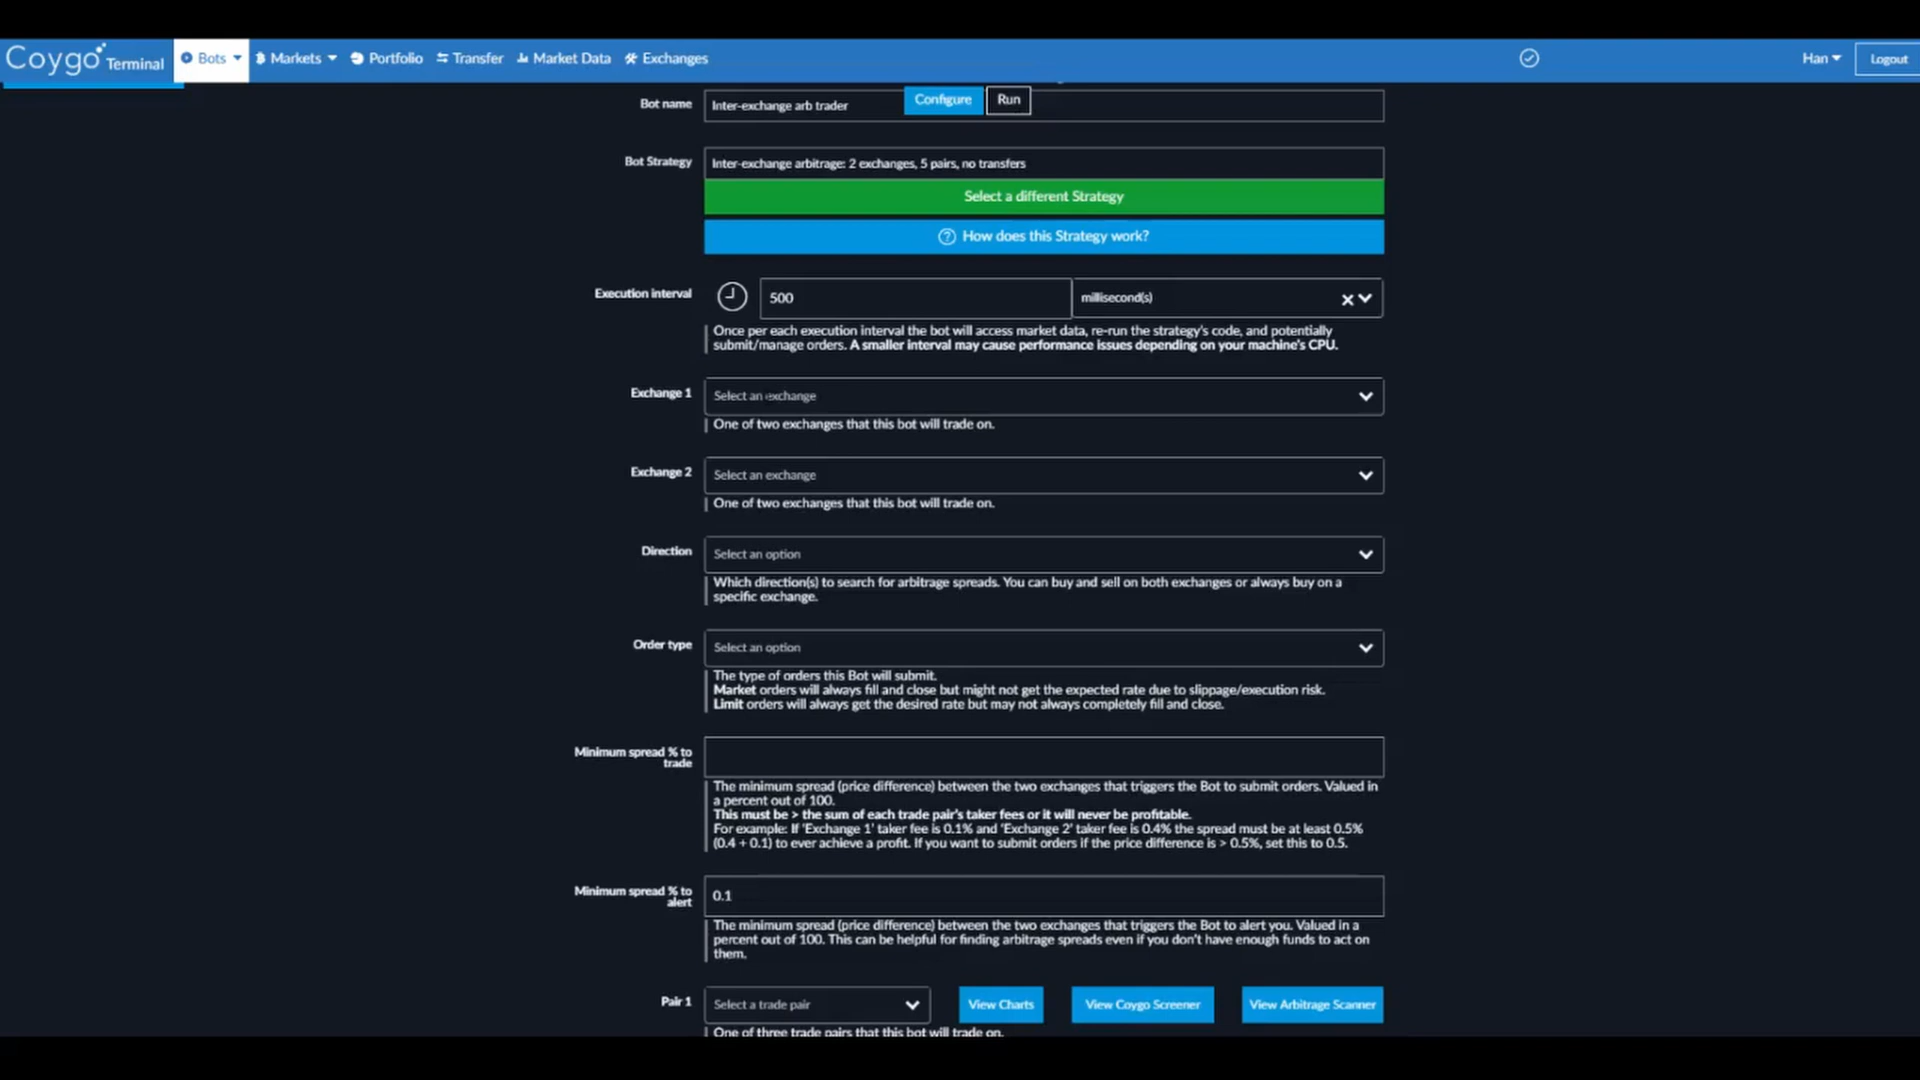 Coygo Terminal Bots Markets Portfolio Transfer Market Data Exchanges Han Logout
Bot name Inter-exchange arb trader Configure Run
Bot Strategy Inter-exchange arbitrage: 2 exchanges, 5 pairs, no transfers
Select a different Strategy
How does this Strategy work?
Execution interval 500 millisecond(s)
Once per each execution interval the bot will access market data, re-run the strategy's code, and potentially
submit/manage orders. A smaller interval may cause performance issues depending on your machine's CPU.
Exchange 1 Select an exchange
One of two exchanges that this bot will trade on.
Exchange 2 Select an exchange
One of two exchanges that this bot will trade on.
Direction Select an option
Which direction(s) to search for arbitrage spreads. You can buy and sell on both exchanges or always buy on a
specific exchange.
Order type Select an option
The type of orders this Bot will submit.
Market orders will always fill and close but might not get the expected rate due to slippage/execution risk.
Limit orders will always get the desired rate but may not always completely fill and close.
Minimum spread % to
trade
The minimum spread (price difference) between the two exchanges that triggers the Bot to submit orders. Valued in
a percent out of 100.
This must be > the sum of each trade pair's taker fees or it will never be profitable.
For example: If 'Exchange 1' taker fee is 0.1% and 'Exchange 2' taker fee is 0.4% the spread must be at least 0.5%
(0.4 + 0.1) to ever achieve a profit. If you want to submit orders if the price difference is > 0.5%, set this to 0.5.
Minimum spread % to
alert
0.1
The minimum spread (price difference) between the two exchanges that triggers the Bot to alert you. Valued in a
percent out of 100. This can be helpful for finding arbitrage spreads even if you don't have enough funds to act on
them.
Pair 1 Select a trade pair View Charts View Coygo Screener View Arbitrage Scanner
One of three trade pairs that this bot will trade on.